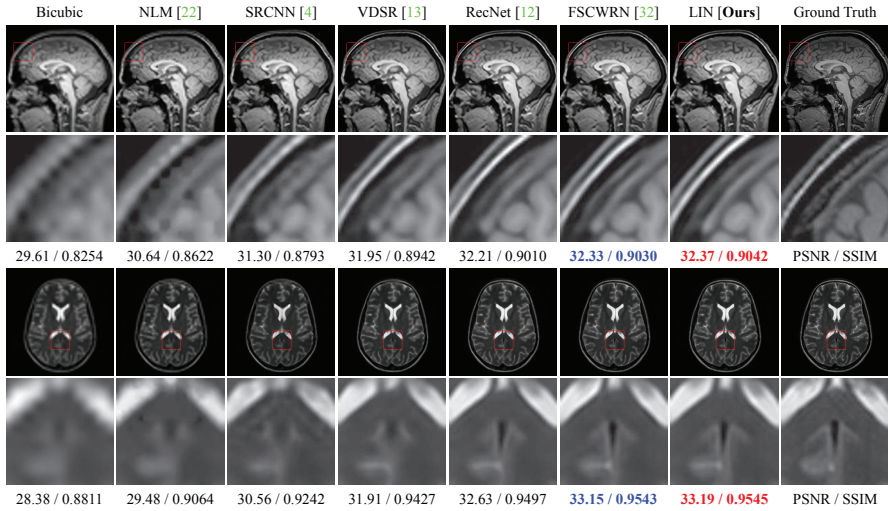 Bicubic NLM [22] SRCNN [4] VDSR [13] RecNet [12] FSCWRN [32] LIN [Ours] Ground Truth
29.61 / 0.8254 30.64 / 0.8622 31.30 / 0.8793 31.95 / 0.8942 32.21 / 0.9010 32.33 / 0.9030 32.37 / 0.9042 PSNR / SSIM
28.38 / 0.8811 29.48 / 0.9064 30.56 / 0.9242 31.91 / 0.9427 32.63 / 0.9497 33.15 / 0.9543 33.19 / 0.9545 PSNR / SSIM